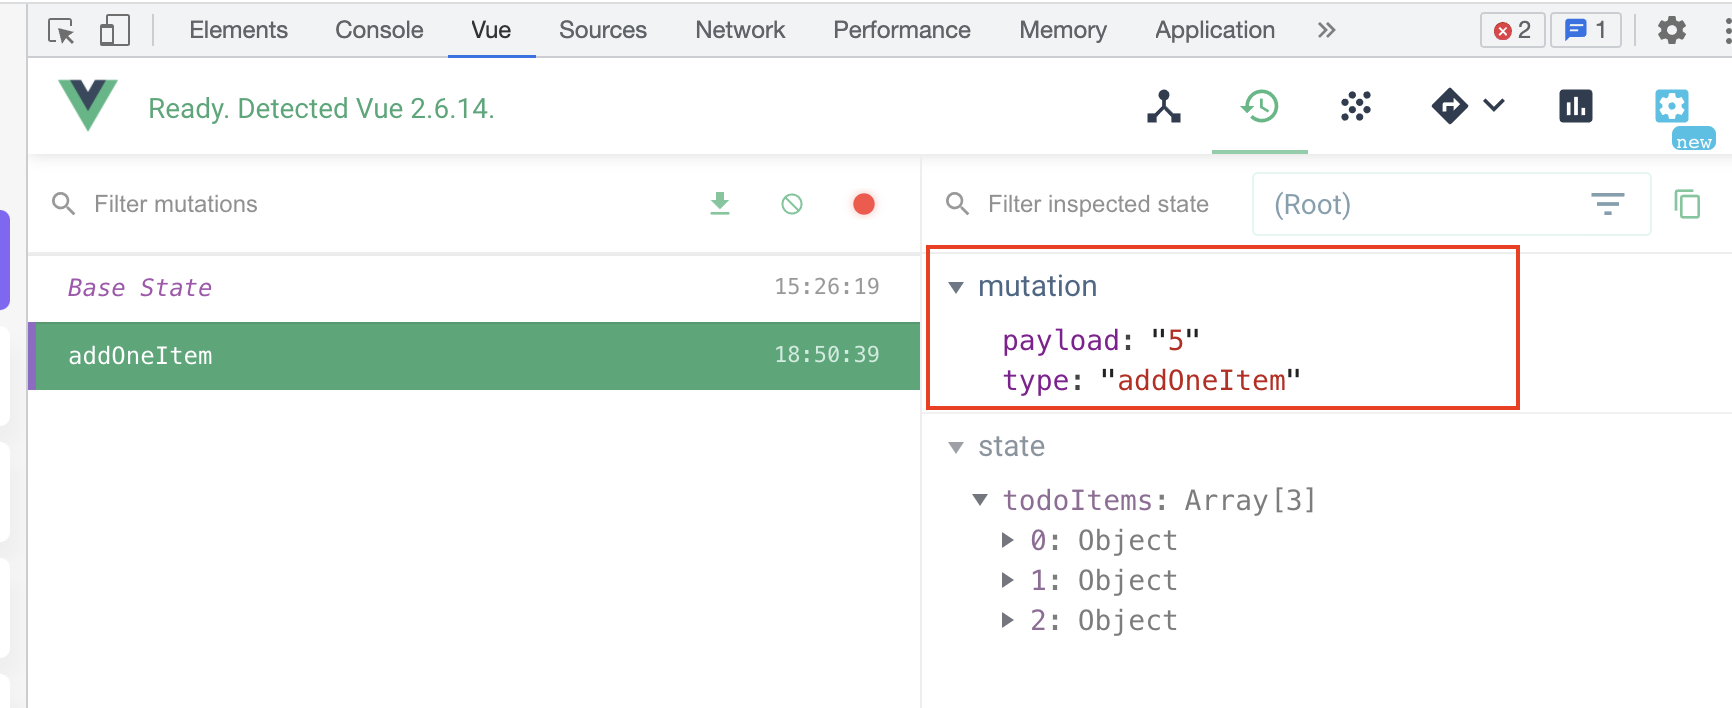 Elements Console Vue Sources Network Performance Memory Application » 2 1
Ready. Detected Vue 2.6.14.
new
Filter mutations
Filter inspected state (Root)
Base State 15:26:19
addOneItem 18:50:39
mutation
payload: "5"
type: "addOneItem"
state
todoItems: Array[3]
0: Object
1: Object
2: Object